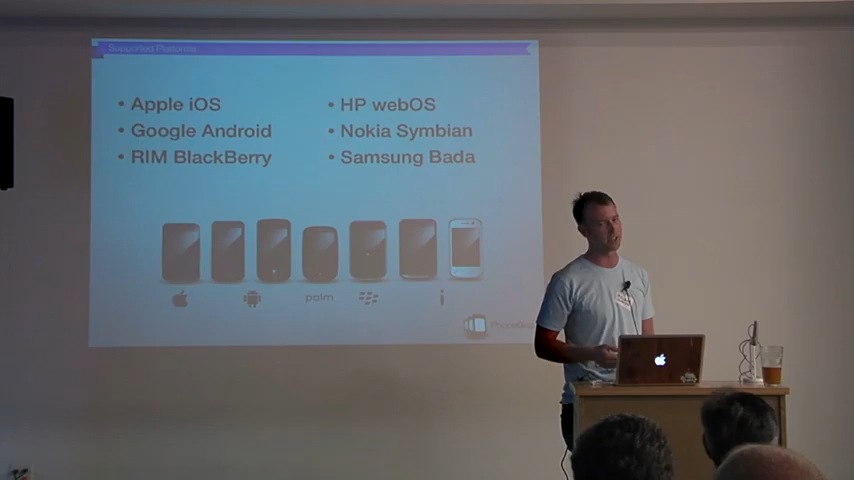 Supported Platforms
• Apple iOS
• Google Android
• RIM BlackBerry
• HP webOS
• Nokia Symbian
• Samsung Bada
palm